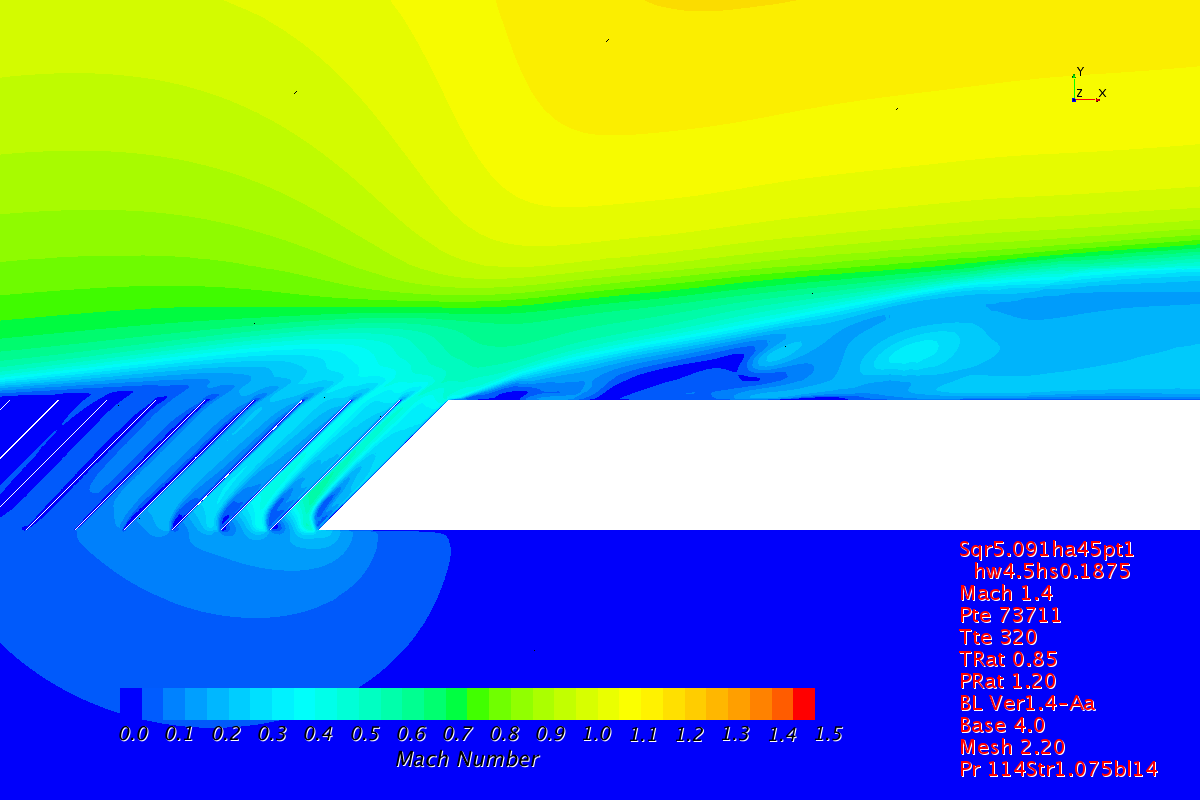 Y
Z X
Sqr5.091ha45pt1
hw4.5hs0.1875
Mach 1.4
Pte 73711
Tte 320
TRat 0.85
PRat 1.20
BL Ver1.4-Aa
Base 4.0
Mesh 2.20
Pr 114Str1.075bl14
0.0 0.1 0.2 0.3 0.4 0.5 0.6 0.7 0.8 0.9 1.0 1.1 1.2 1.3 1.4 1.5
Mach Number